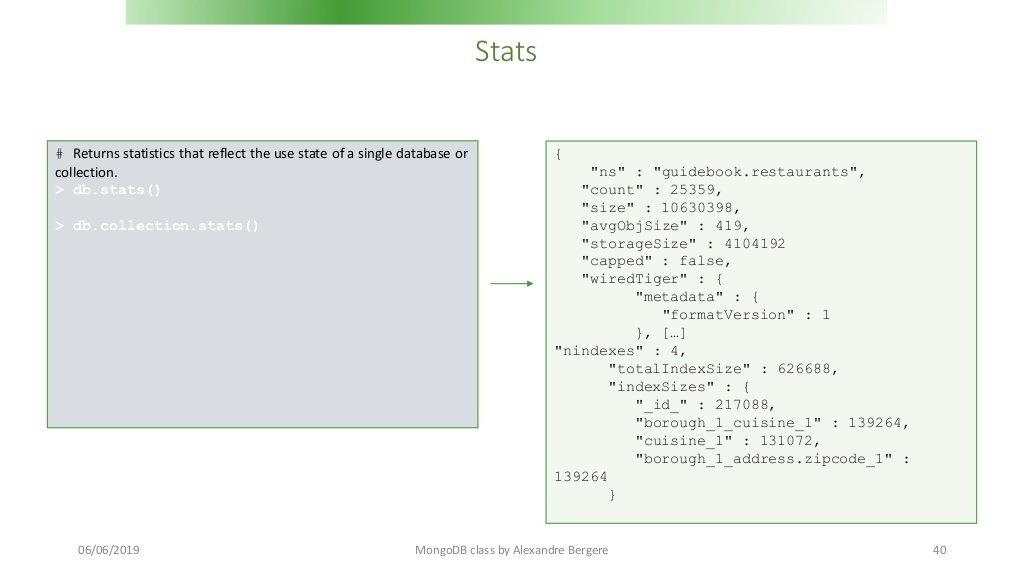 Stats
# Returns statistics that reflect the use state of a single database or
collection.
> db.stats()
> db.collection.stats()
{
"ns" : "guidebook.restaurants",
"count" : 25359,
"size" : 10630398,
"avgObjSize" : 419,
"storageSize" : 4104192
"capped" : false,
"wiredTiger" : {
"metadata" : {
"formatVersion" : 1
}, […]
"nindexes" : 4,
"totalIndexSize" : 626688,
"indexSizes" : {
"_id_" : 217088,
"borough_1_cuisine_1" : 139264,
"cuisine_1" : 131072,
"borough_1_address.zipcode_1" :
139264
}
06/06/2019
MongoDB class by Alexandre Bergere
40